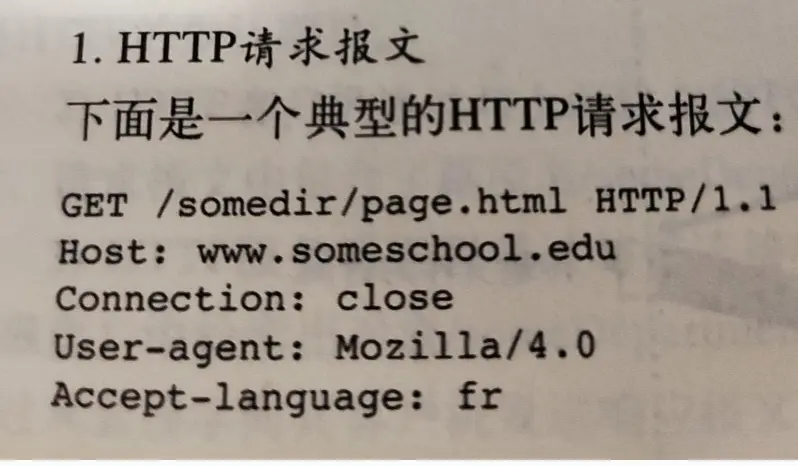 1. HTTP请求报文
下面是一个典型的HTTP请求报文：
GET /somedir/page.html HTTP/1.1
Host: www.someschool.edu
Connection: close
User-agent: Mozilla/4.0
Accept-language: fr